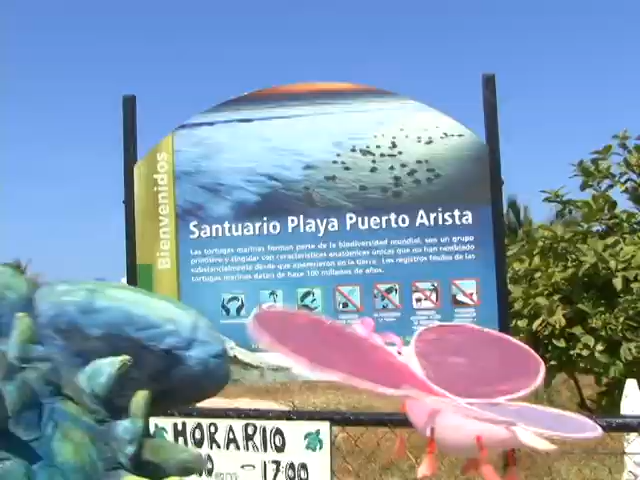 Bienvenidos
Santuario Playa Puerto Arista
Las tortugas marinas forman parte de la biodiversidad mundial, son un grupo
primitivo y singular con características anatómicas únicas que no han cambiado
substancialmente desde que aparecieron en la tierra. Los registros fósiles de las
tortugas marinas datan de hace 100 millones de años.
HORARIO
17:00